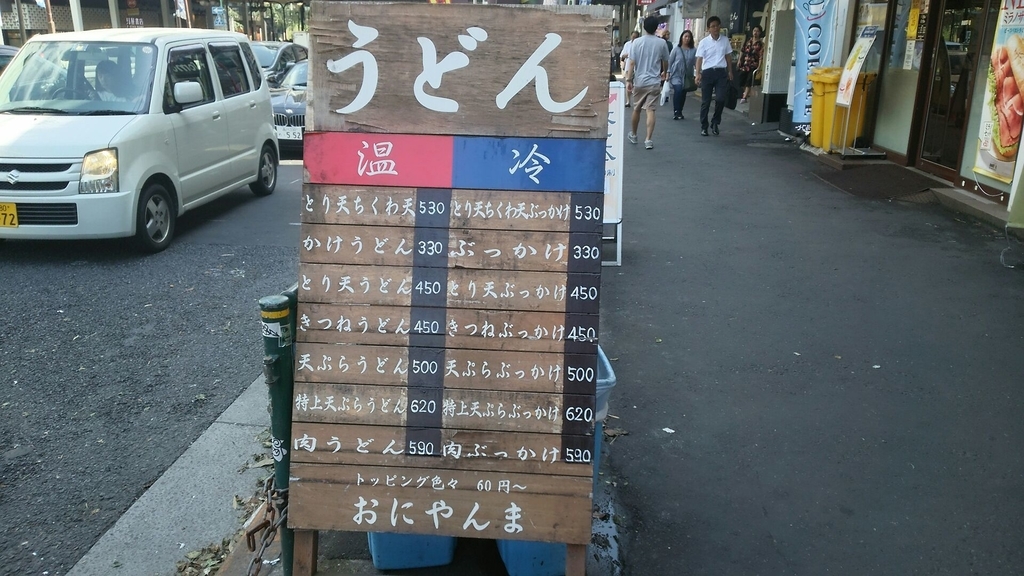 うどん
温 冷
とり天ちくわ天 530 とり天ちくわ天ぶっかけ 530
かけうどん 330 ぶっかけ 330
とり天うどん 450 とり天ぶっかけ 450
きつねうどん 450 きつねぶっかけ 450
天ぷらうどん 500 天ぷらぶっかけ 500
特上天ぷらうどん 620 特上天ぷらぶっかけ 620
肉うどん 590 肉ぶっかけ 590
トッピング色々 60円～
おにやんま